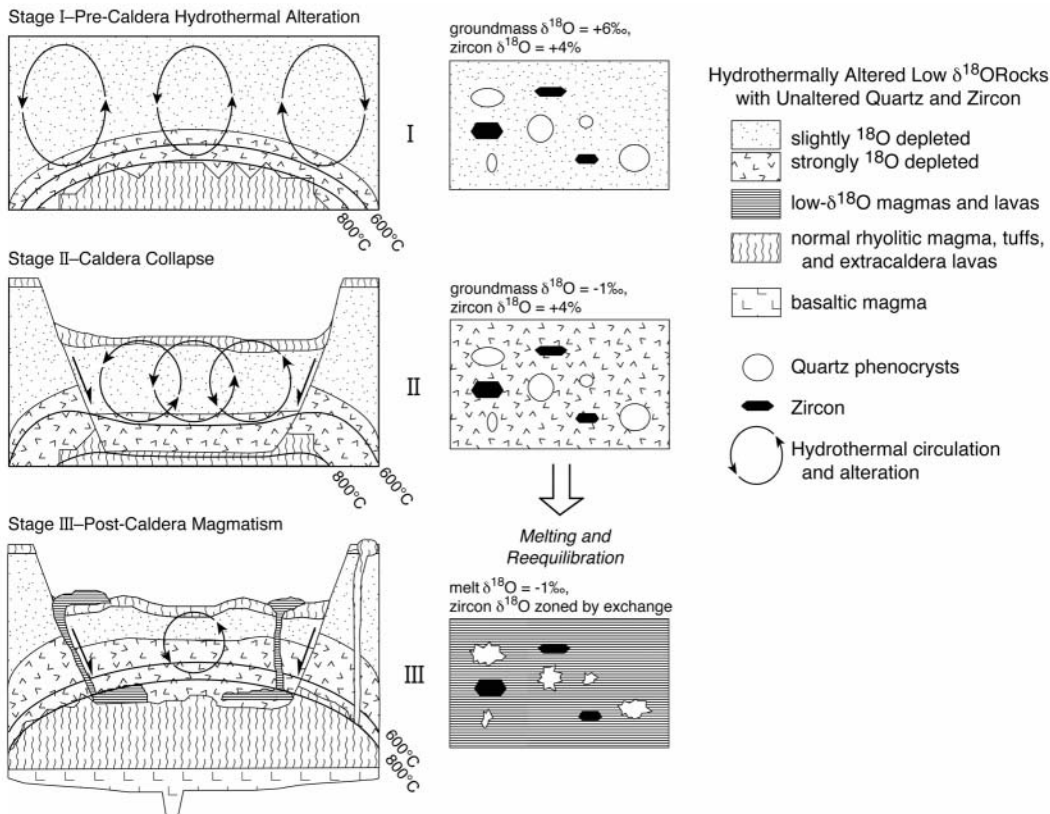 Stage I–Pre-Caldera Hydrothermal Alteration
800°C
600°C
I
groundmass δ¹⁸O = +6‰,
zircon δ¹⁸O = +4%
Stage II–Caldera Collapse
800°C
600°C
II
groundmass δ¹⁸O = -1‰,
zircon δ¹⁸O = +4%
Melting and
Reequilibration
Stage III–Post-Caldera Magmatism
600°C
800°C
III
melt δ¹⁸O = -1‰,
zircon δ¹⁸O zoned by exchange
Hydrothermally Altered Low δ¹⁸ORocks
with Unaltered Quartz and Zircon
slightly ¹⁸O depleted
strongly ¹⁸O depleted
low-δ¹⁸O magmas and lavas
normal rhyolitic magma, tuffs,
and extracaldera lavas
basaltic magma
Quartz phenocrysts
Zircon
Hydrothermal circulation
and alteration